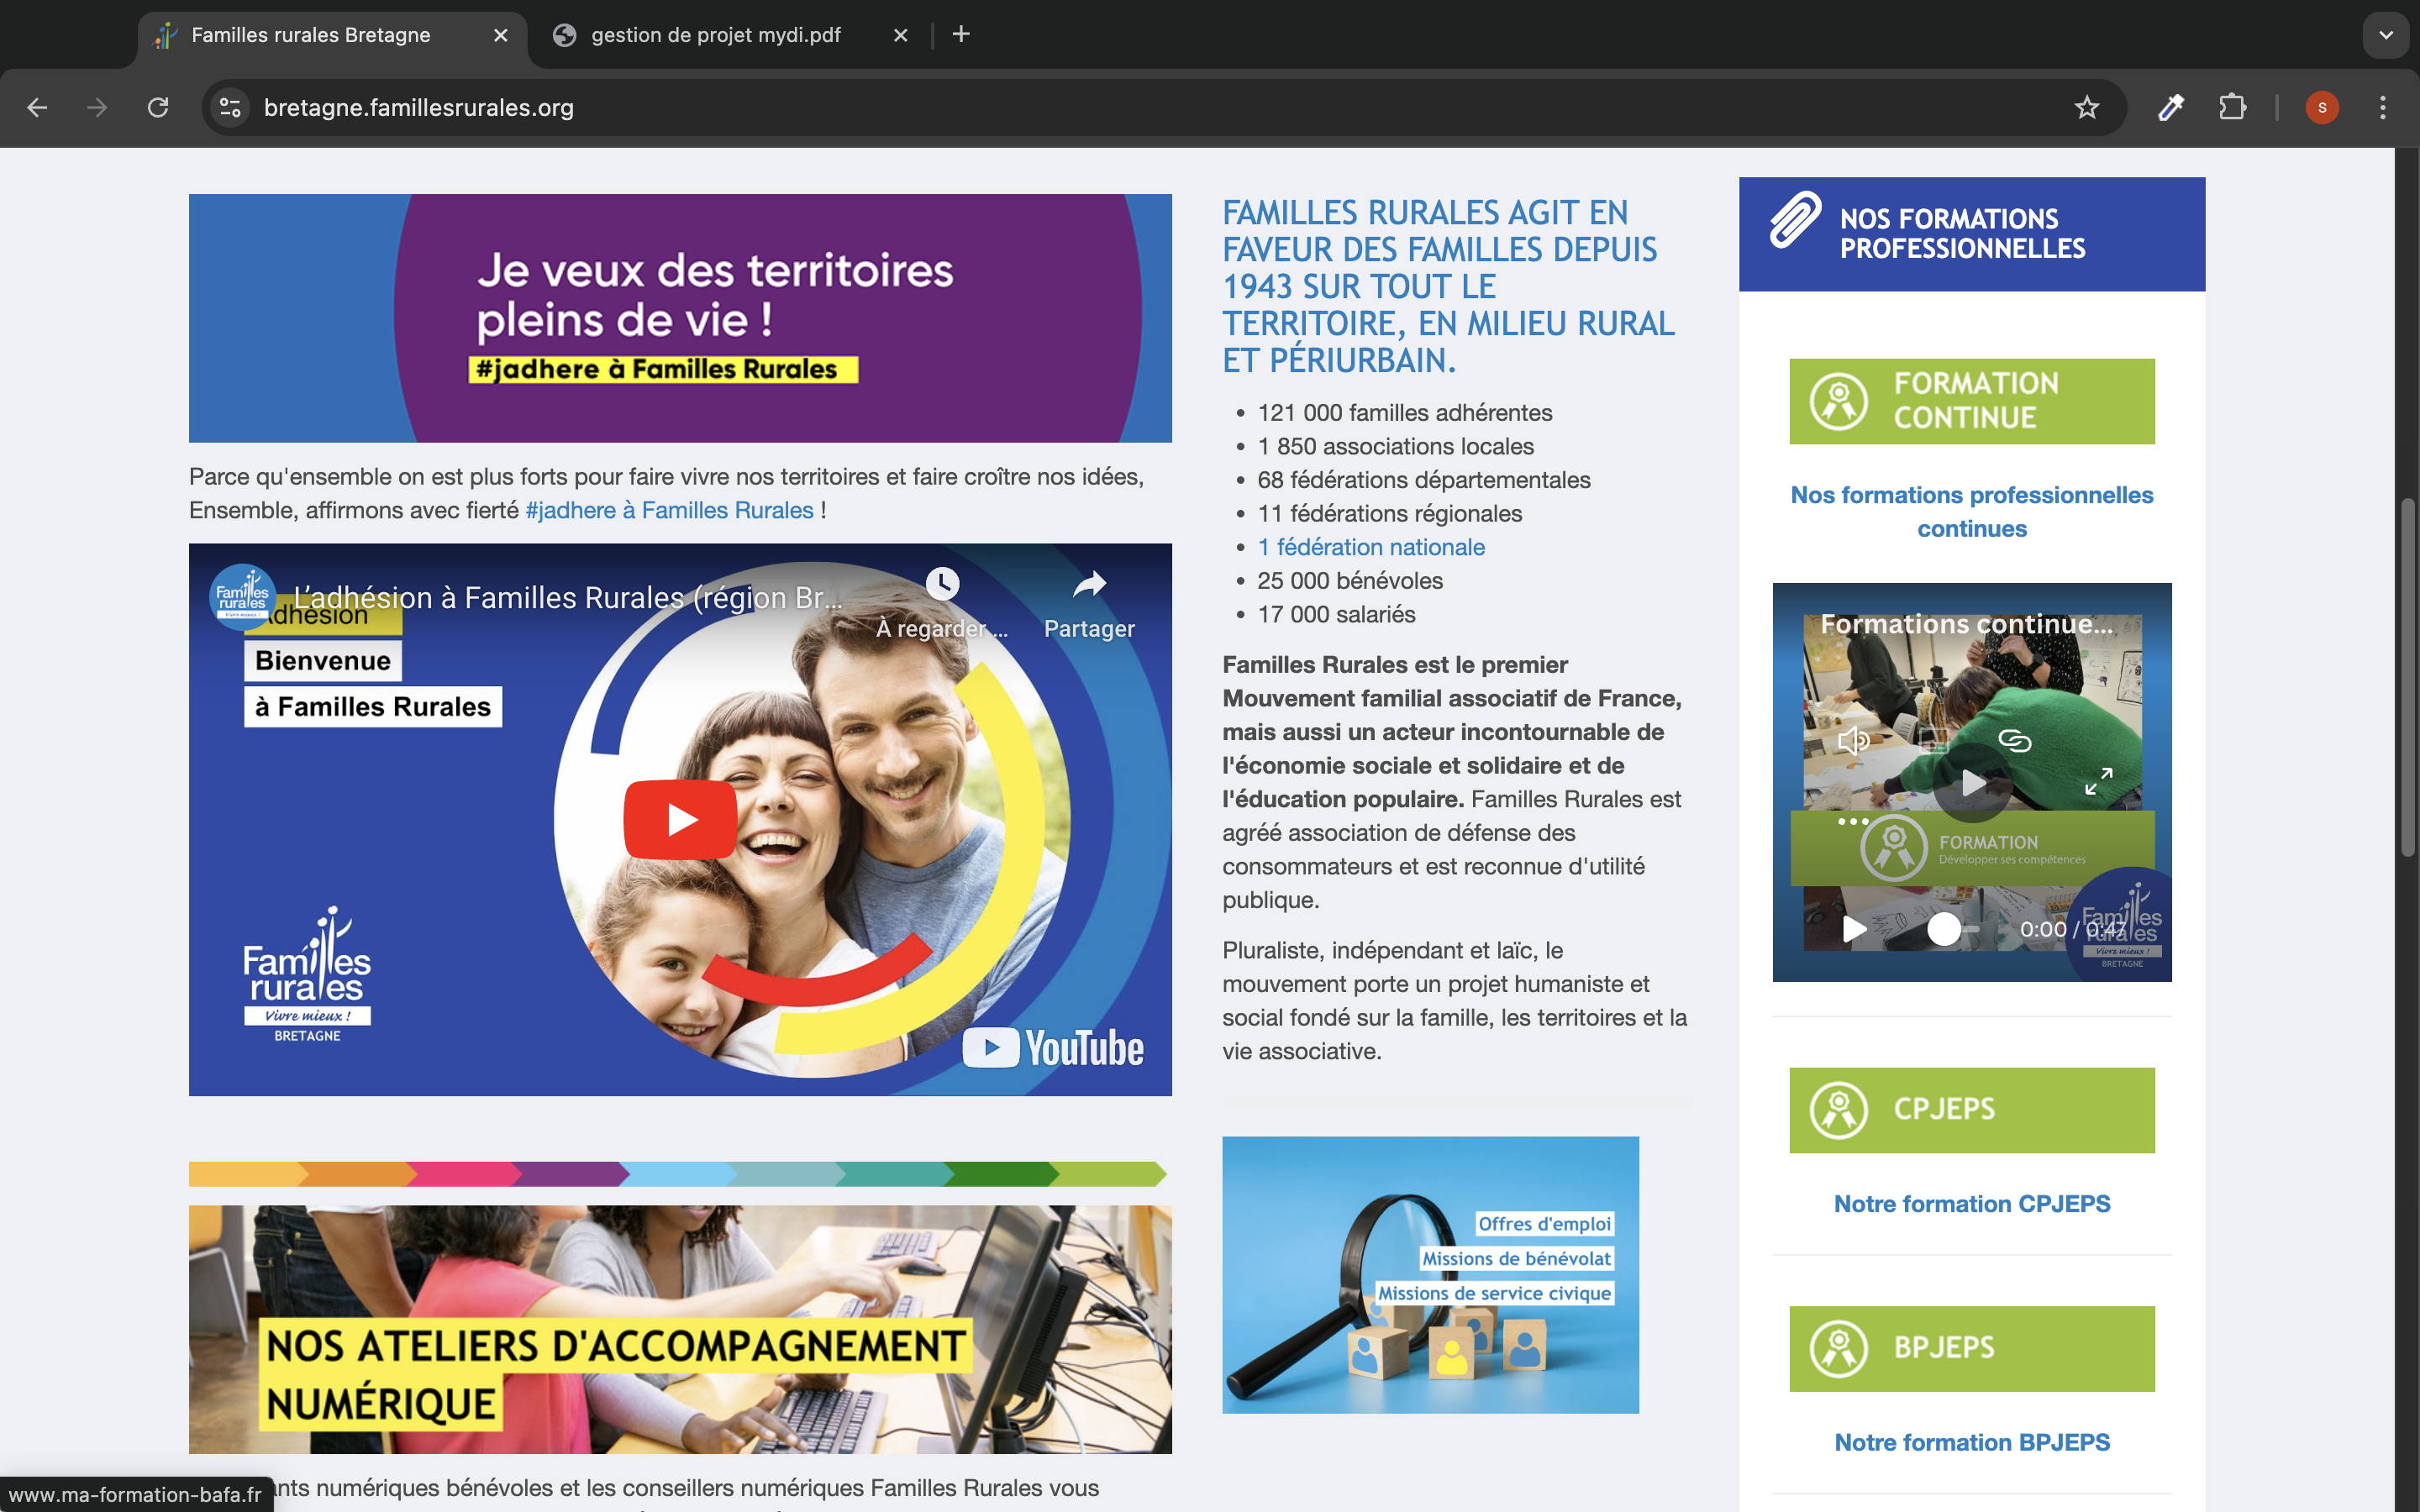 Familles rurales Bretagne
gestion de projet mydi.pdf
bretagne.famillesrurales.org
S
Je veux des territoires
pleins de vie !
#jadhere à Familles Rurales
Parce qu'ensemble on est plus forts pour faire vivre nos territoires et faire croître nos idées,
Ensemble, affirmons avec fierté #jadhere à Familles Rurales !
Familles
rurales
L'adhésion à Familles Rurales (région Br...
À regarder ...
Partager
Adhésion
Bienvenue
à Familles Rurales
Familles
rurales
Vivre mieux !
BRETAGNE
YouTube
NOS ATELIERS D'ACCOMPAGNEMENT
NUMÉRIQUE
ants numériques bénévoles et les conseillers numériques Familles Rurales vous
www.ma-formation-bafa.fr
FAMILLES RURALES AGIT EN
FAVEUR DES FAMILLES DEPUIS
1943 SUR TOUT LE
TERRITOIRE, EN MILIEU RURAL
ET PÉRIURBAIN.
• 121 000 familles adhérentes
• 1 850 associations locales
• 68 fédérations départementales
• 11 fédérations régionales
• 1 fédération nationale
• 25 000 bénévoles
• 17 000 salariés
Familles Rurales est le premier
Mouvement familial associatif de France,
mais aussi un acteur incontournable de
l'économie sociale et solidaire et de
l'éducation populaire. Familles Rurales est
agréé association de défense des
consommateurs et est reconnue d'utilité
publique.
Pluraliste, indépendant et laïc, le
mouvement porte un projet humaniste et
social fondé sur la famille, les territoires et la
vie associative.
Offres d'emploi
Missions de bénévolat
Missions de service civique
NOS FORMATIONS
PROFESSIONNELLES
FORMATION
CONTINUE
Nos formations professionnelles
continues
Formations continue...
FORMATION
Développer ses compétences
0:00 / 0:47
Familles
rurales
Vivre mieux !
BRETAGNE
CPJEPS
Notre formation CPJEPS
BPJEPS
Notre formation BPJEPS